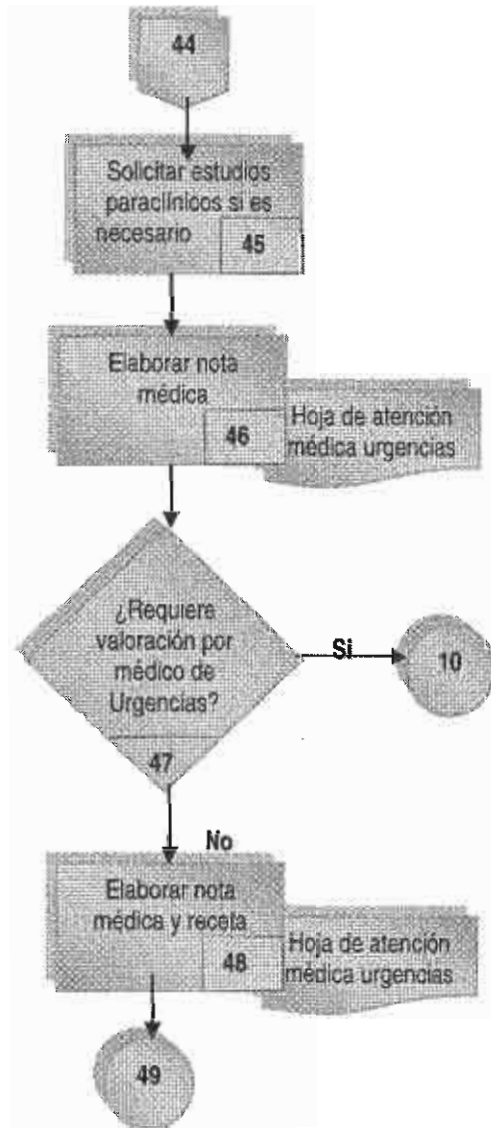 44
Solicitar estudios
paraclínicos si es
necesario
45
Elaborar nota
médica
46
Hoja de atención
médica urgencias
¿Requiere
valoración por
médico de
Urgencias?
47
Si
10
No
Elaborar nota
médica y receta
48
Hoja de atención
médica urgencias
49